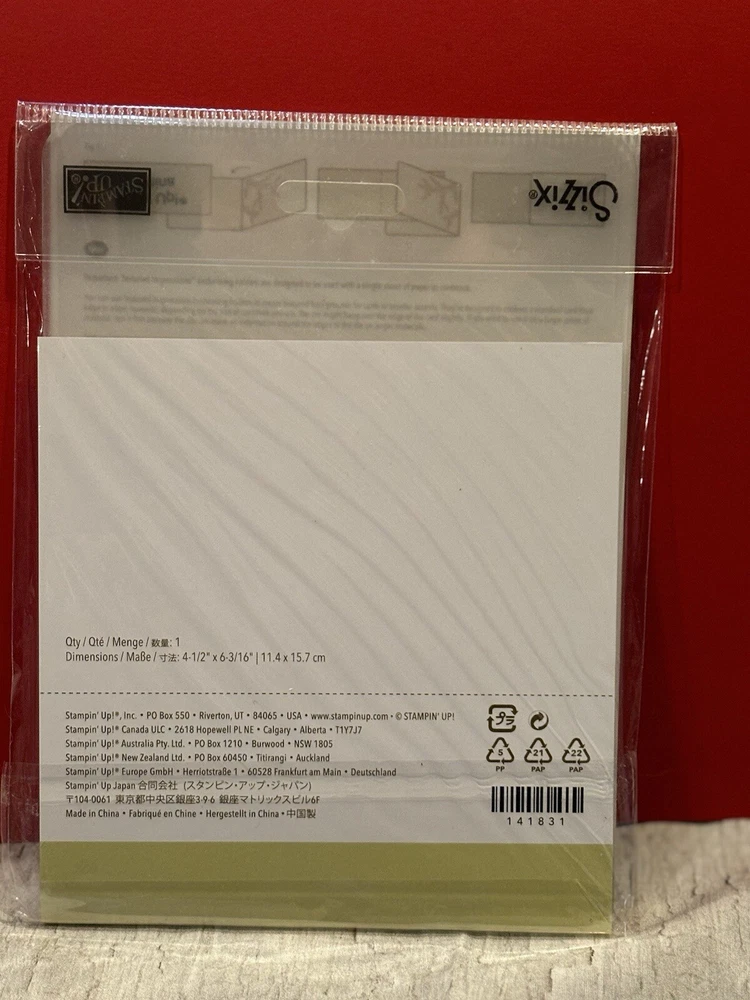 STAMPIN' UP!®
Sizzix®
Qty / Qté / Menge / 数量: 1
Dimensions / Maße / 寸法: 4-1/2" x 6-3/16" | 11.4 x 15.7 cm
Stampin' Up!®, Inc. • PO Box 550 • Riverton, UT • 84065 • USA • www.stampinup.com • © STAMPIN' UP!
Stampin' Up!® Canada ULC • 2618 Hopewell Pl NE • Calgary • Alberta • T1Y7J7
Stampin' Up!® Australia Pty. Ltd. • PO Box 1210 • Burwood • NSW 1805
Stampin' Up!® New Zealand Ltd. • PO Box 60450 • Titirangi • Auckland
Stampin' Up!® Europe GmbH • Herriotstraße 1 • 60528 Frankfurt am Main • Deutschland
Stampin' Up Japan 合同会社 (スタンピン・アップ・ジャパン)
〒104-0061 東京都中央区銀座3-9-6 銀座マトリックスビル6F
Made in China • Fabriqué en Chine • Hergestellt in China • 中国製
プラ
5 21 22
PP PAP PAP
141831